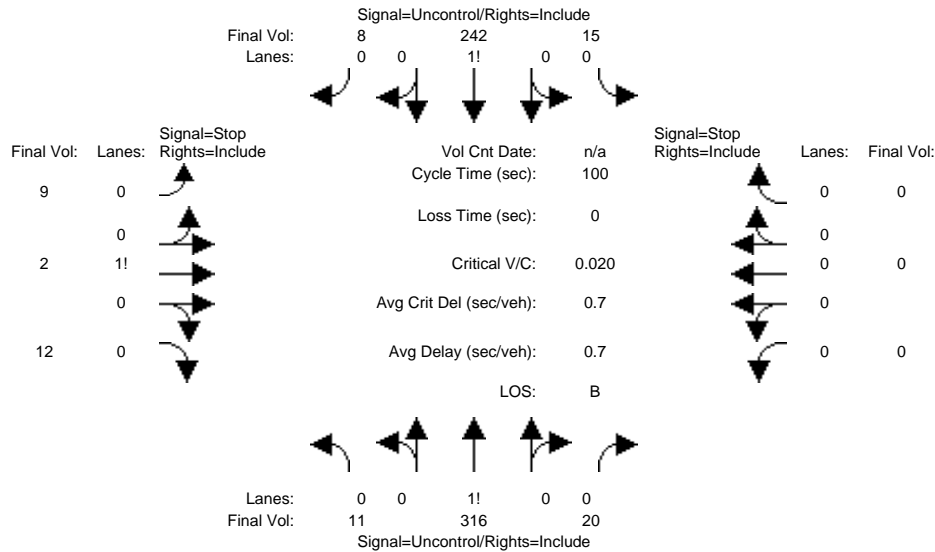 Signal=Uncontrol/Rights=Include
Final Vol: 8 242 15
Lanes: 0 0 1! 0 0
Signal=Stop Signal=Stop
Final Vol: Lanes: Rights=Include Vol Cnt Date: n/a Rights=Include Lanes: Final Vol:
Cycle Time (sec): 100
9 0 0 0
Loss Time (sec): 0
0 0
2 1! Critical V/C: 0.020 0 0
0 Avg Crit Del (sec/veh): 0.7 0
12 0 Avg Delay (sec/veh): 0.7 0 0
LOS: B
Lanes: 0 0 1! 0 0
Final Vol: 11 316 20
Signal=Uncontrol/Rights=Include